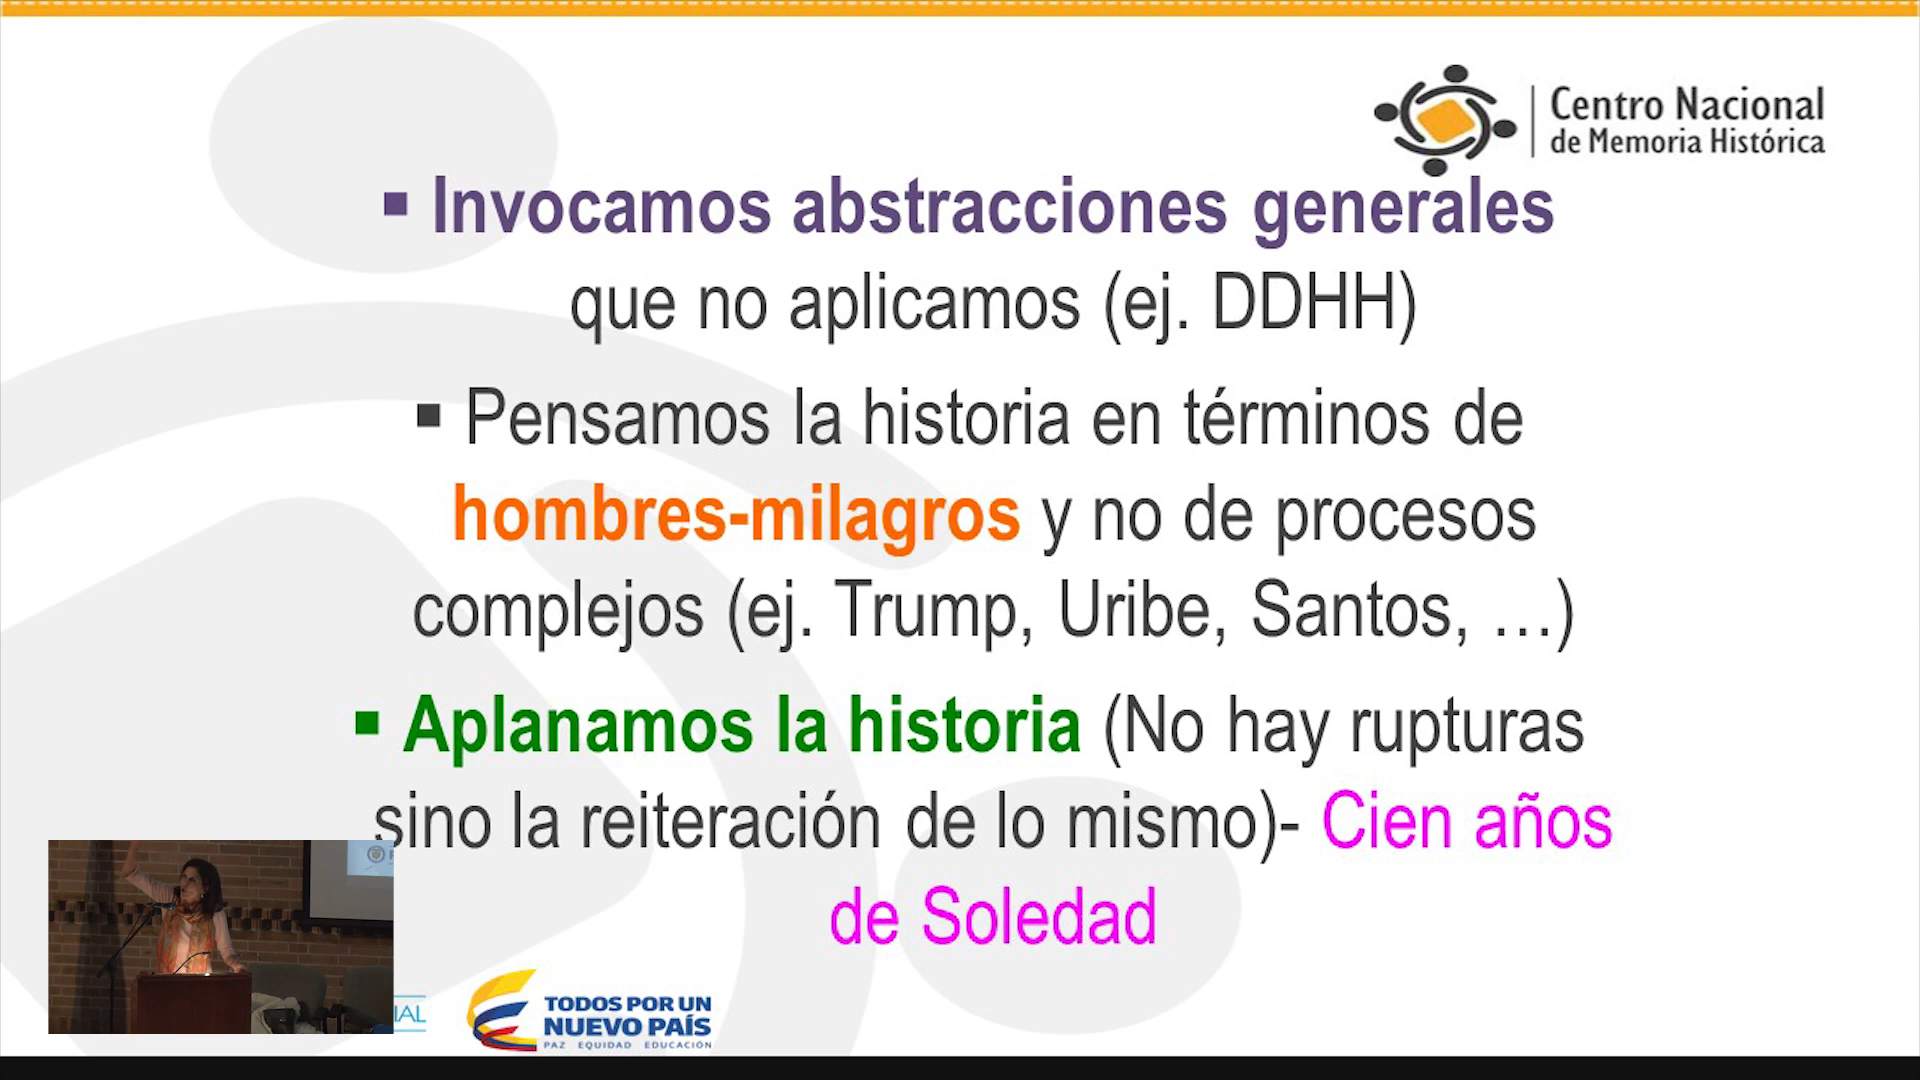 Centro Nacional
de Memoria Histórica
▪ Invocamos abstracciones generales
que no aplicamos (ej. DDHH)
▪ Pensamos la historia en términos de
hombres-milagros y no de procesos
complejos (ej. Trump, Uribe, Santos, …)
▪ Aplanamos la historia (No hay rupturas
sino la reiteración de lo mismo)- Cien años
de Soledad
TODOS POR UN
NUEVO PAÍS
PAZ EQUIDAD EDUCACIÓN